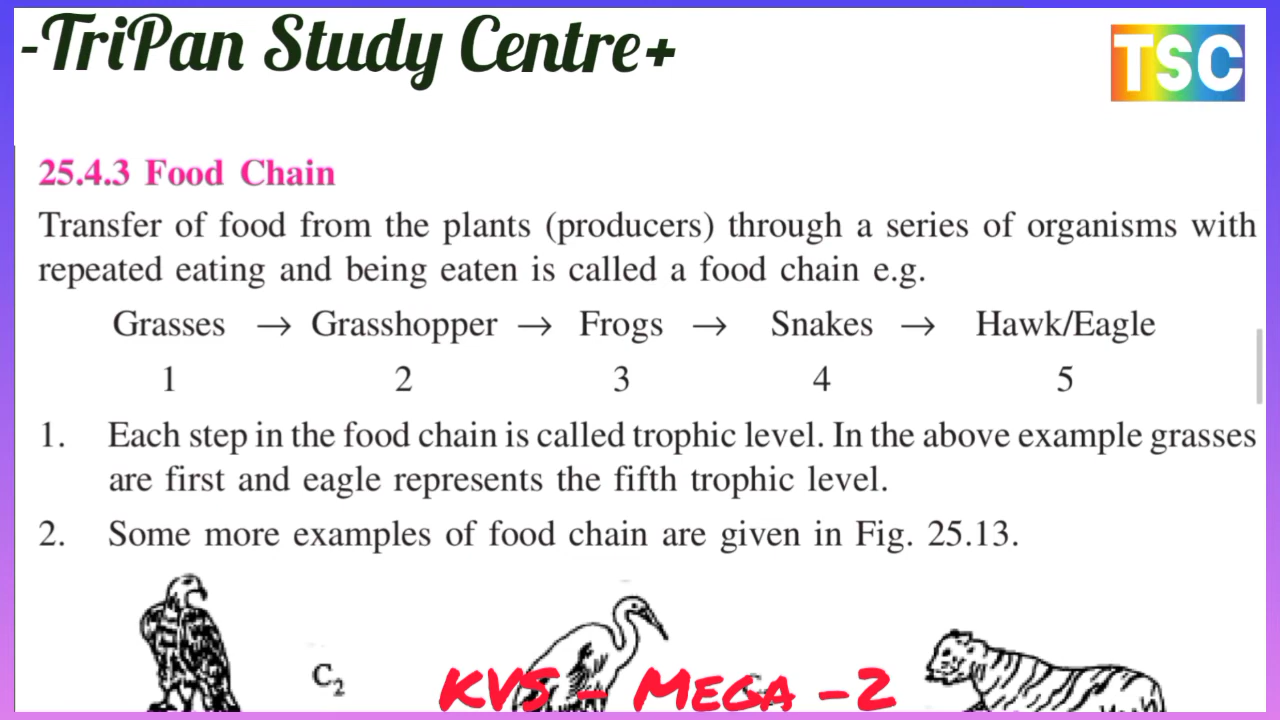 -TriPan Study Centre+
TSC
25.4.3 Food Chain
Transfer of food from the plants (producers) through a series of organisms with
repeated eating and being eaten is called a food chain e.g.
Grasses → Grasshopper → Frogs → Snakes → Hawk/Eagle
1 2 3 4 5
1. Each step in the food chain is called trophic level. In the above example grasses
are first and eagle represents the fifth trophic level.
2. Some more examples of food chain are given in Fig. 25.13.
C2
KVS - MEGA -2